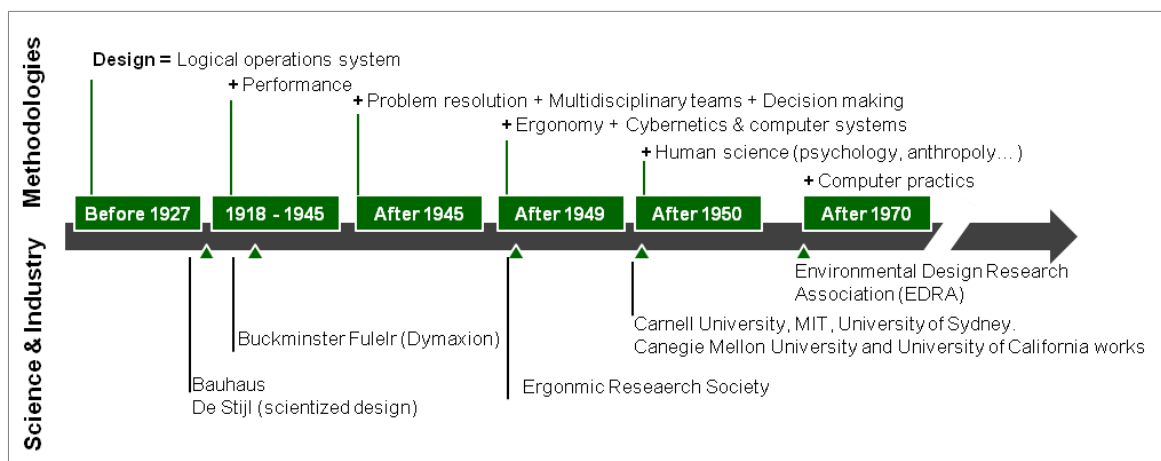 Methodologies
Design = Logical operations system
+ Performance
+ Problem resolution + Multidisciplinary teams + Decision making
+ Ergonomy + Cybernetics & computer systems
+ Human science (psychology, anthropoly...)
+ Computer practics
Before 1927
1918 - 1945
After 1945
After 1949
After 1950
After 1970
Science & Industry
Environmental Design Research
Association (EDRA)
Buckminster Fulelr (Dymaxion)
Carnell University, MIT, University of Sydney.
Canegie Mellon University and University of California works
Bauhaus
De Stijl (scientized design)
Ergonmic Reseaerch Society